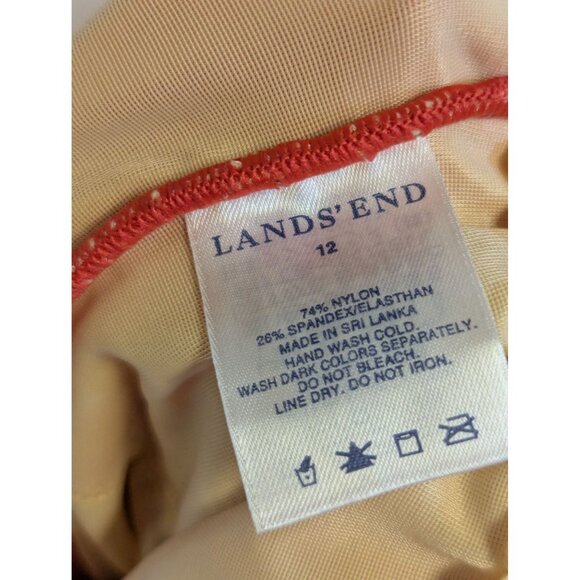 LANDS' END
12
74% NYLON
26% SPANDEX/ELASTHAN
MADE IN SRI LANKA
HAND WASH COLD.
WASH DARK COLORS SEPARATELY.
DO NOT BLEACH.
LINE DRY. DO NOT IRON.